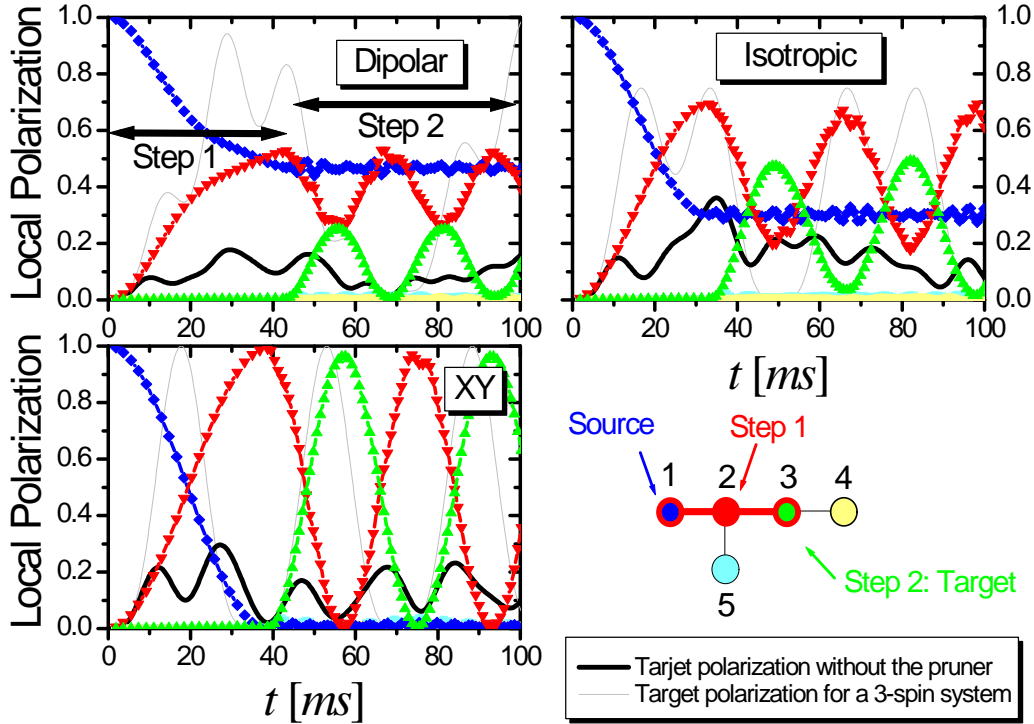 1.0
0.8
0.6
0.4
0.2
0.0
Local Polarization
Dipolar
Step 1
Step 2
0 20 40 60 80 100
Isotropic
1.0
0.8
0.6
0.4
0.2
0.0
0 20 40 60 80 100
t [ms]
1.0
0.8
0.6
0.4
0.2
0.0
Local Polarization
XY
0 20 40 60 80 100
t [ms]
Source
Step 1
1 2 3 4
5
Step 2: Target
Tarjet polarization without the pruner
Target polarization for a 3-spin system